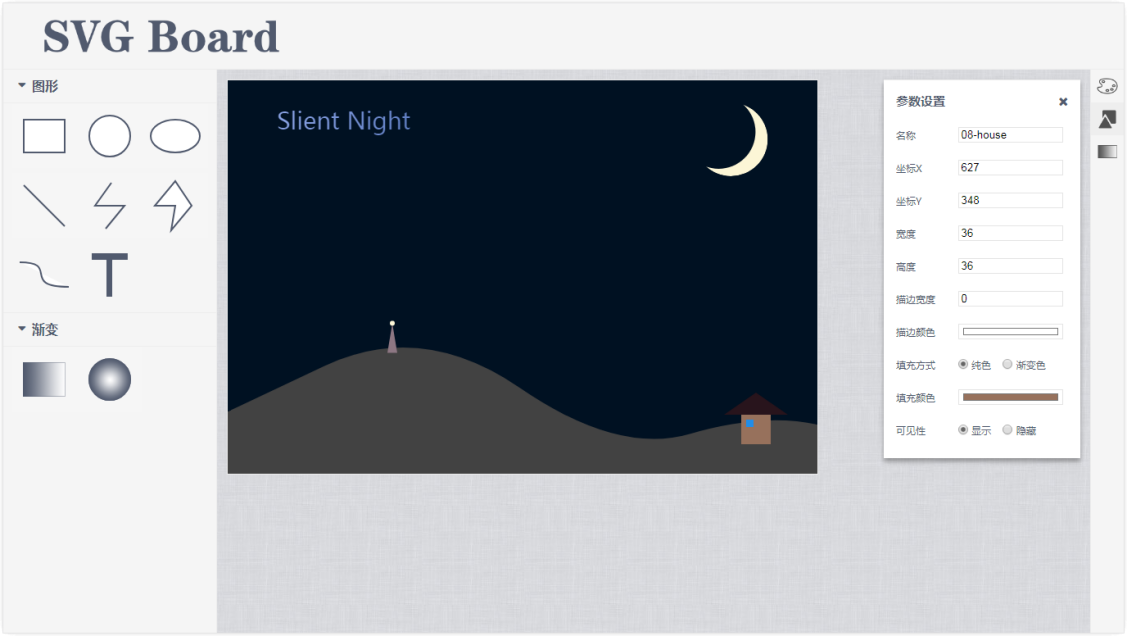 SVG Board
图形
T
渐变
Slient Night
参数设置
名称 08-house
坐标X 627
坐标Y 348
宽度 36
高度 36
描边宽度 0
描边颜色
填充方式 纯色 渐变色
填充颜色
可见性 显示 隐藏